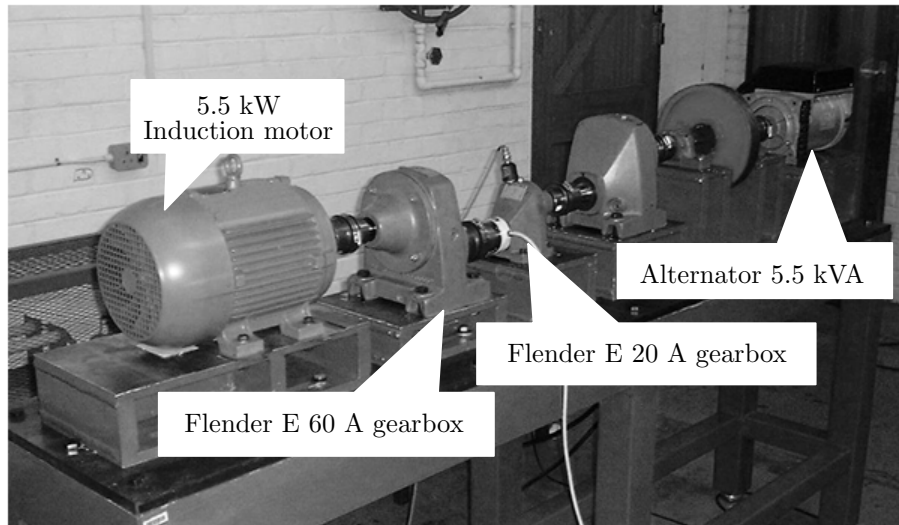 5.5 kW
Induction motor
Alternator 5.5 kVA
Flender E 20 A gearbox
Flender E 60 A gearbox